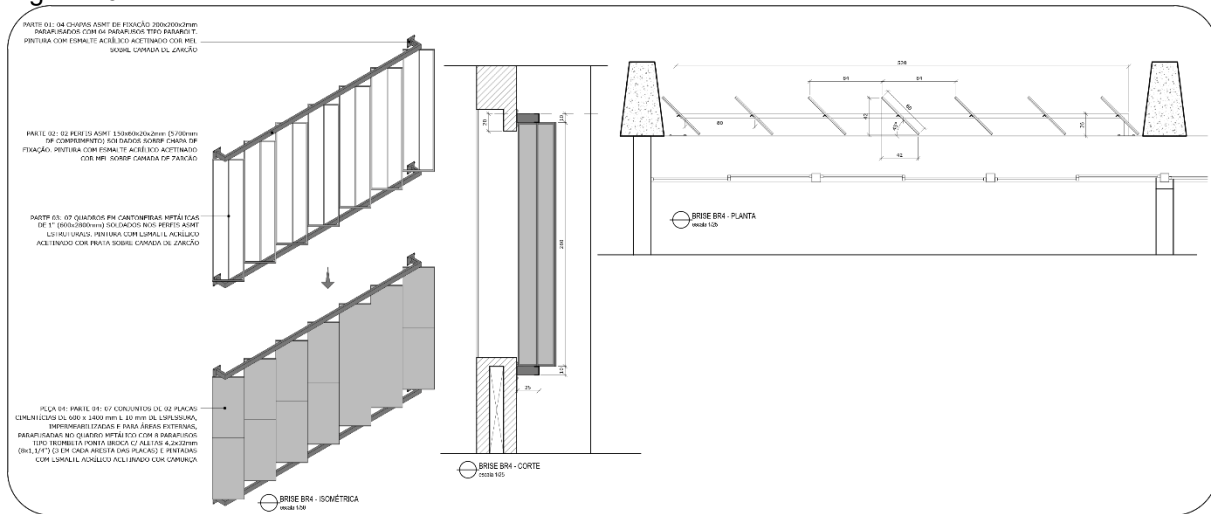 PARTE 01: 04 CHAPAS ASMT DE FIXAÇÃO 200x200x2mm
PARAFUSADOS COM 04 PARAFUSOS TIPO PARABOLT.
PINTURA COM ESMALTE ACRÍLICO ACETINADO COR MEL
SOBRE CAMADA DE ZARCÃO
PARTE 02: 02 PERFIS ASMT 150x60x20x2mm (5700mm
DE COMPRIMENTO) SOLDADOS SOBRE CHAPA DE
FIXAÇÃO. PINTURA COM ESMALTE ACRÍLICO ACETINADO
COR MEL SOBRE CAMADA DE ZARCÃO
PARTE 03: 07 QUADROS EM CANTONEIRAS METÁLICAS
DE 1" (600x2800mm) SOLDADOS NOS PERFIS ASMT
ESTRUTURAIS. PINTURA COM ESMALTE ACRÍLICO
ACETINADO COR PRATA SOBRE CAMADA DE ZARCÃO
PEÇA 04: PARTE 04: 07 CONJUNTOS DE 02 PLACAS
CIMENTÍCIAS DE 600 x 1400 mm E 10 mm DE ESPESSURA,
IMPERMEABILIZADAS E PARA ÁREAS EXTERNAS,
PARAFUSADAS NO QUADRO METÁLICO COM 8 PARAFUSOS
TIPO TROMBETA PONTA BROCA C/ ALETAS 4,2x32mm
(8x1,1/4") (3 EM CADA ARESTA DAS PLACAS) E PINTADAS
COM ESMALTE ACRÍLICO ACETINADO COR CAMURÇA
BRISE BR4 - ISOMÉTRICA
escala 1/50
20
10
280
10
25
BRISE BR4 - CORTE
escala 1/25
528
84
84
60
42
60
42
25
BRISE BR4 - PLANTA
escala 1/25